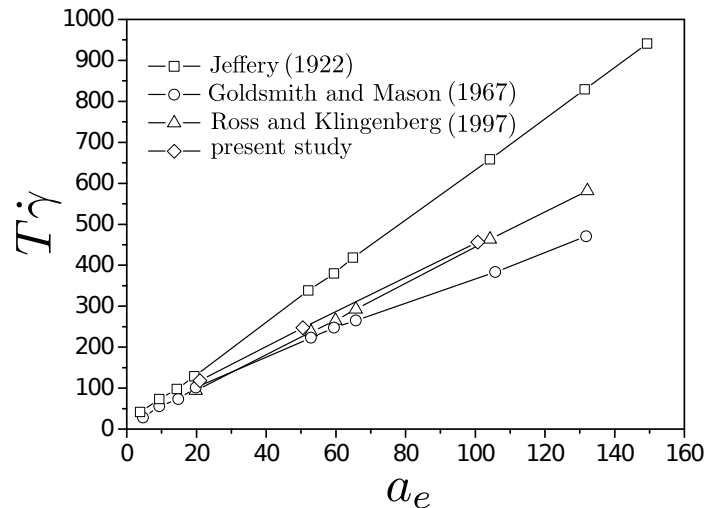 1000
900
800
700
600
500
400
300
200
100
0
Tγ̇
Jeffery (1922)
Goldsmith and Mason (1967)
Ross and Klingenberg (1997)
present study
0 20 40 60 80 100 120 140 160
a_e